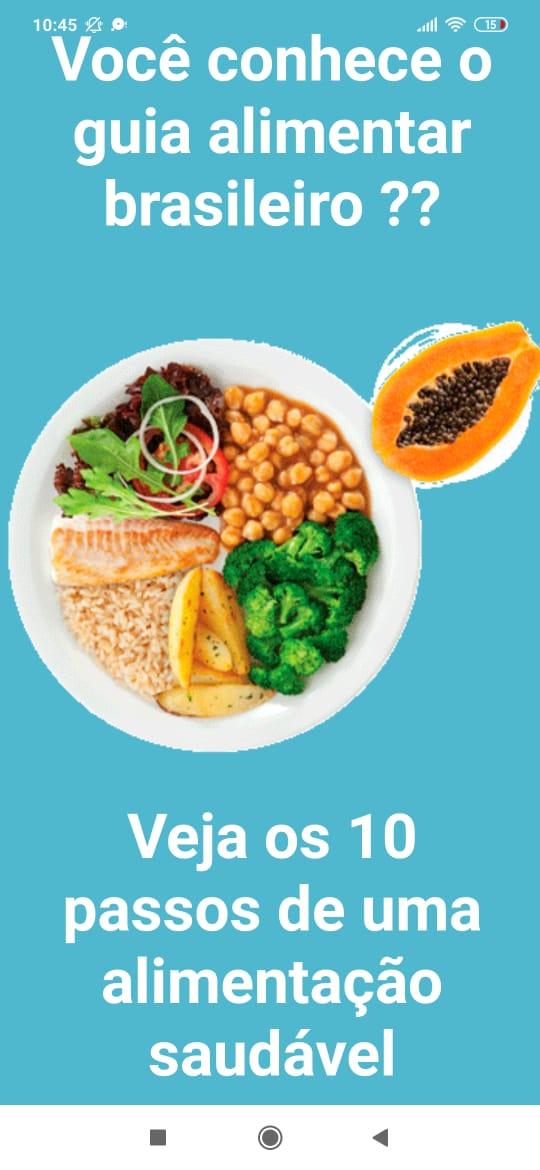 10:45
15
Você conhece o
guia alimentar
brasileiro ??
Veja os 10
passos de uma
alimentação
saudável